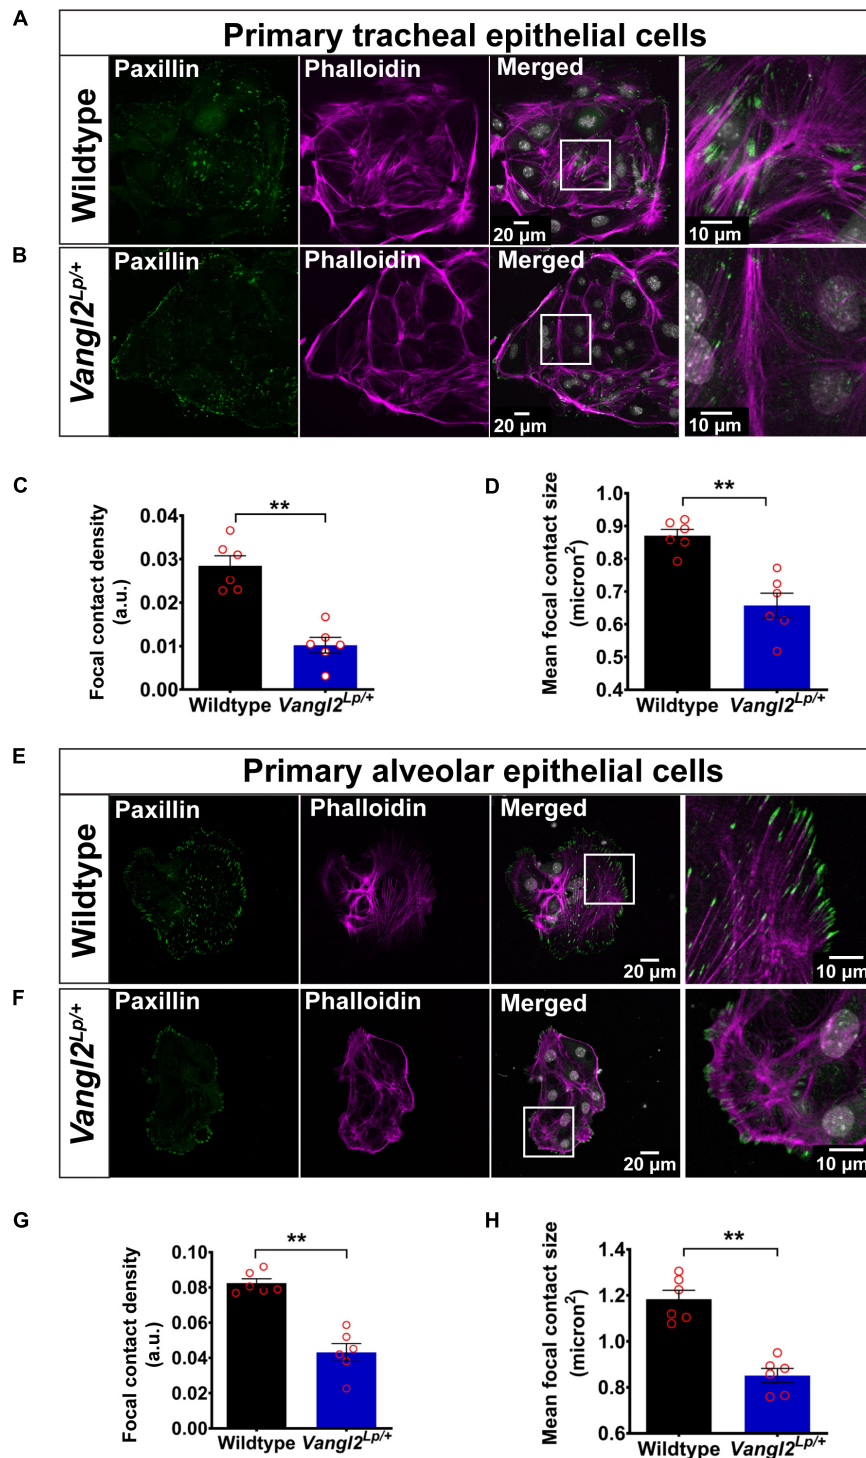 A
Primary tracheal epithelial cells
Wildtype
Paxillin
Phalloidin
Merged
20 µm
10 µm
B
Vangl2Lp/+
Paxillin
Phalloidin
Merged
20 µm
10 µm
C
Focal contact density
(a.u.)
0.04
0.03
0.02
0.01
0.00
**
Wildtype
Vangl2Lp/+
D
Mean focal contact size
(micron2)
1.0
0.9
0.8
0.7
0.6
0.5
0.4
**
Wildtype
Vangl2Lp/+
E
Primary alveolar epithelial cells
Wildtype
Paxillin
Phalloidin
Merged
20 µm
10 µm
F
Vangl2Lp/+
Paxillin
Phalloidin
Merged
20 µm
10 µm
G
Focal contact density
(a.u.)
0.10
0.08
0.06
0.04
0.02
0.00
**
Wildtype
Vangl2Lp/+
H
Mean focal contact size
(micron2)
1.4
1.2
1.0
0.8
0.6
**
Wildtype
Vangl2Lp/+